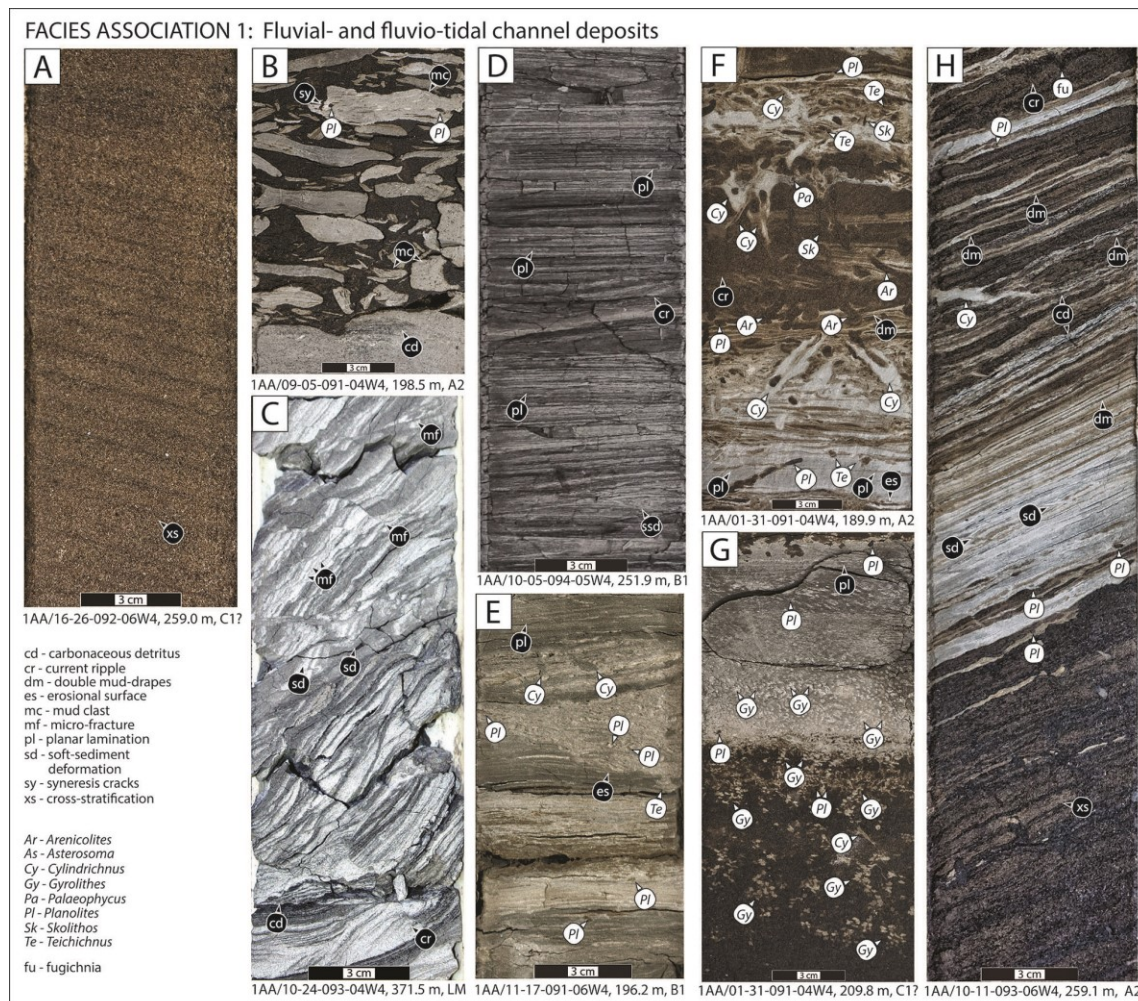 FACIES ASSOCIATION 1: Fluvial- and fluvio-tidal channel deposits
A
xs
3 cm
1AA/16-26-092-06W4, 259.0 m, C1?
cd - carbonaceous detritus
cr - current ripple
dm - double mud-drapes
es - erosional surface
mc - mud clast
mf - micro-fracture
pl - planar lamination
sd - soft-sediment
deformation
sy - syneresis cracks
xs - cross-stratification
Ar - Arenicolites
As - Asterosoma
Cy - Cylindrichnus
Gy - Gyrolithes
Pa - Palaeophycus
Pl - Planolites
Sk - Skolithos
Te - Teichichnus
fu - fugichnia
B
mc
sy
Pl
Pl
mc
cd
3 cm
1AA/09-05-091-04W4, 198.5 m, A2
C
mf
mf
mf
sd
sd
cd
cr
3 cm
1AA/10-24-093-04W4, 371.5 m, LM
D
pl
pl
cr
pl
ssd
3 cm
1AA/10-05-094-05W4, 251.9 m, B1
E
pl
Cy
Cy
Pl
Pl
Pl
es
Te
Pl
Pl
3 cm
1AA/11-17-091-06W4, 196.2 m, B1
F
Pl
Te
Cy
Sk
Te
Pa
Cy
Cy
Sk
Ar
cr
Ar
Ar
dm
Pl
Cy
Cy
Pl
Te
pl
pl
es
3 cm
1AA/01-31-091-04W4, 189.9 m, A2
G
Pl
pl
Pl
Gy
Gy
Gy
Pl
Gy
Gy
Pl
Gy
Cy
Gy
Gy
Gy
3 cm
1AA/01-31-091-04W4, 209.8 m, C1?
H
fu
cr
Pl
dm
dm
dm
Cy
cd
dm
sd
sd
Pl
Pl
Pl
xs
3 cm
1AA/10-11-093-06W4, 259.1 m, A2